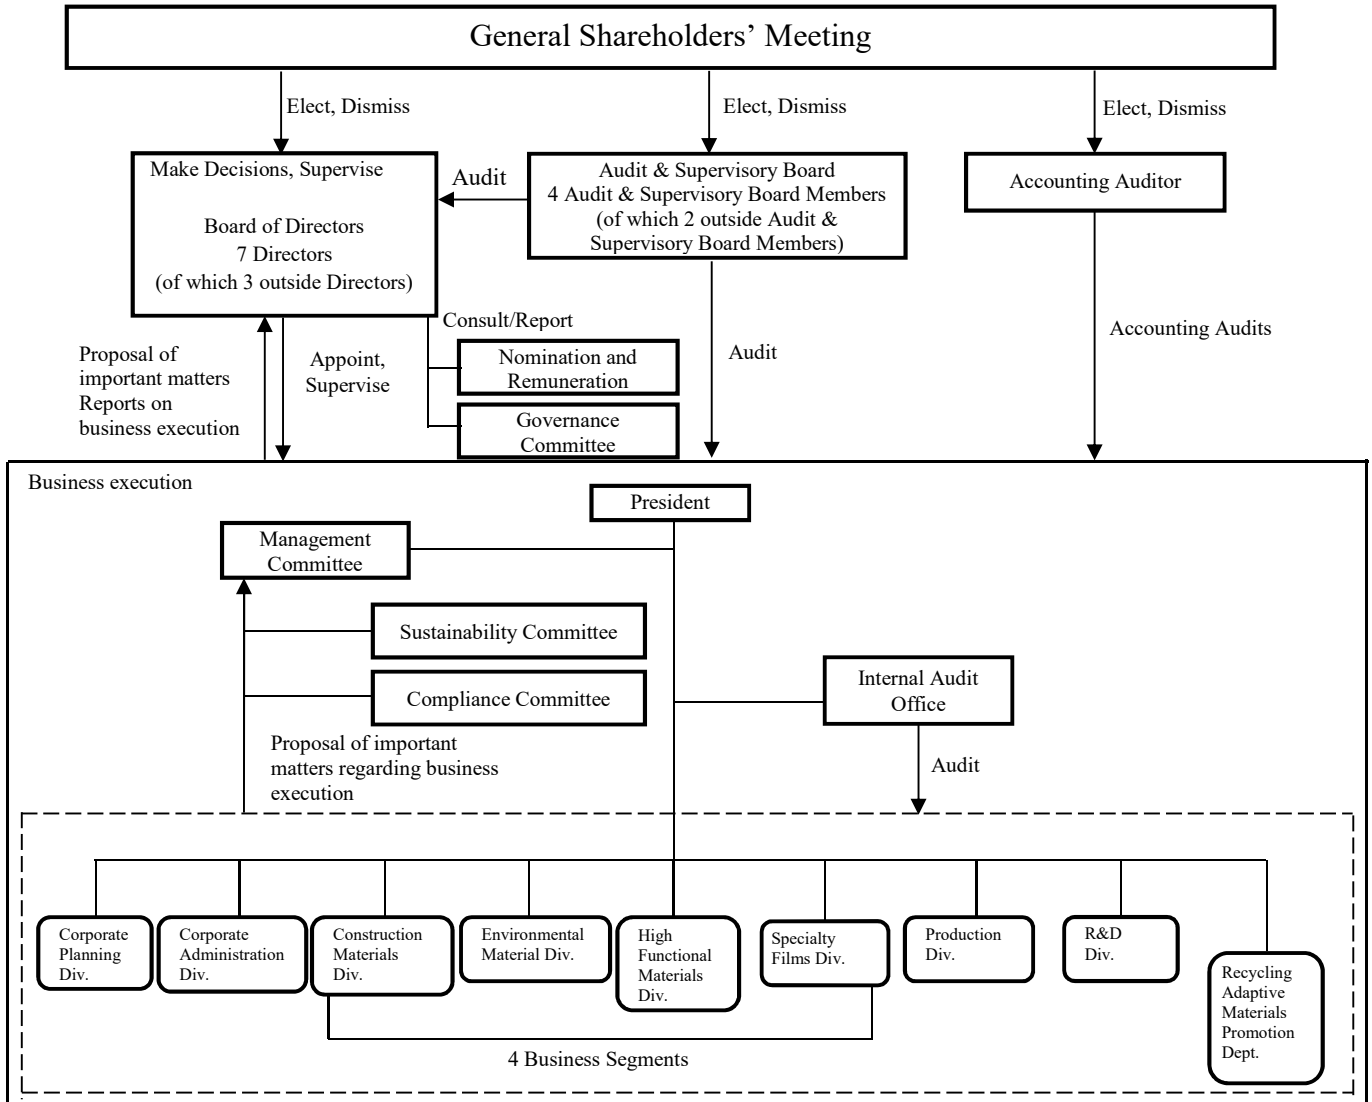 General Shareholders’ Meeting
Elect, Dismiss
Elect, Dismiss
Elect, Dismiss
Make Decisions, Supervise
Board of Directors
7 Directors
(of which 3 outside Directors)
Audit
Audit & Supervisory Board
4 Audit & Supervisory Board Members
(of which 2 outside Audit &
Supervisory Board Members)
Accounting Auditor
Consult/Report
Nomination and
Remuneration
Governance
Committee
Proposal of
important matters
Reports on
business execution
Appoint,
Supervise
Audit
Accounting Audits
Business execution
President
Management
Committee
Sustainability Committee
Compliance Committee
Internal Audit
Office
Proposal of important
matters regarding business
execution
Audit
Corporate
Planning
Div.
Corporate
Administration
Div.
Construction
Materials
Div.
Environmental
Material Div.
High
Functional
Materials
Div.
Specialty
Films Div.
Production
Div.
R&D
Div.
Recycling
Adaptive
Materials
Promotion
Dept.
4 Business Segments